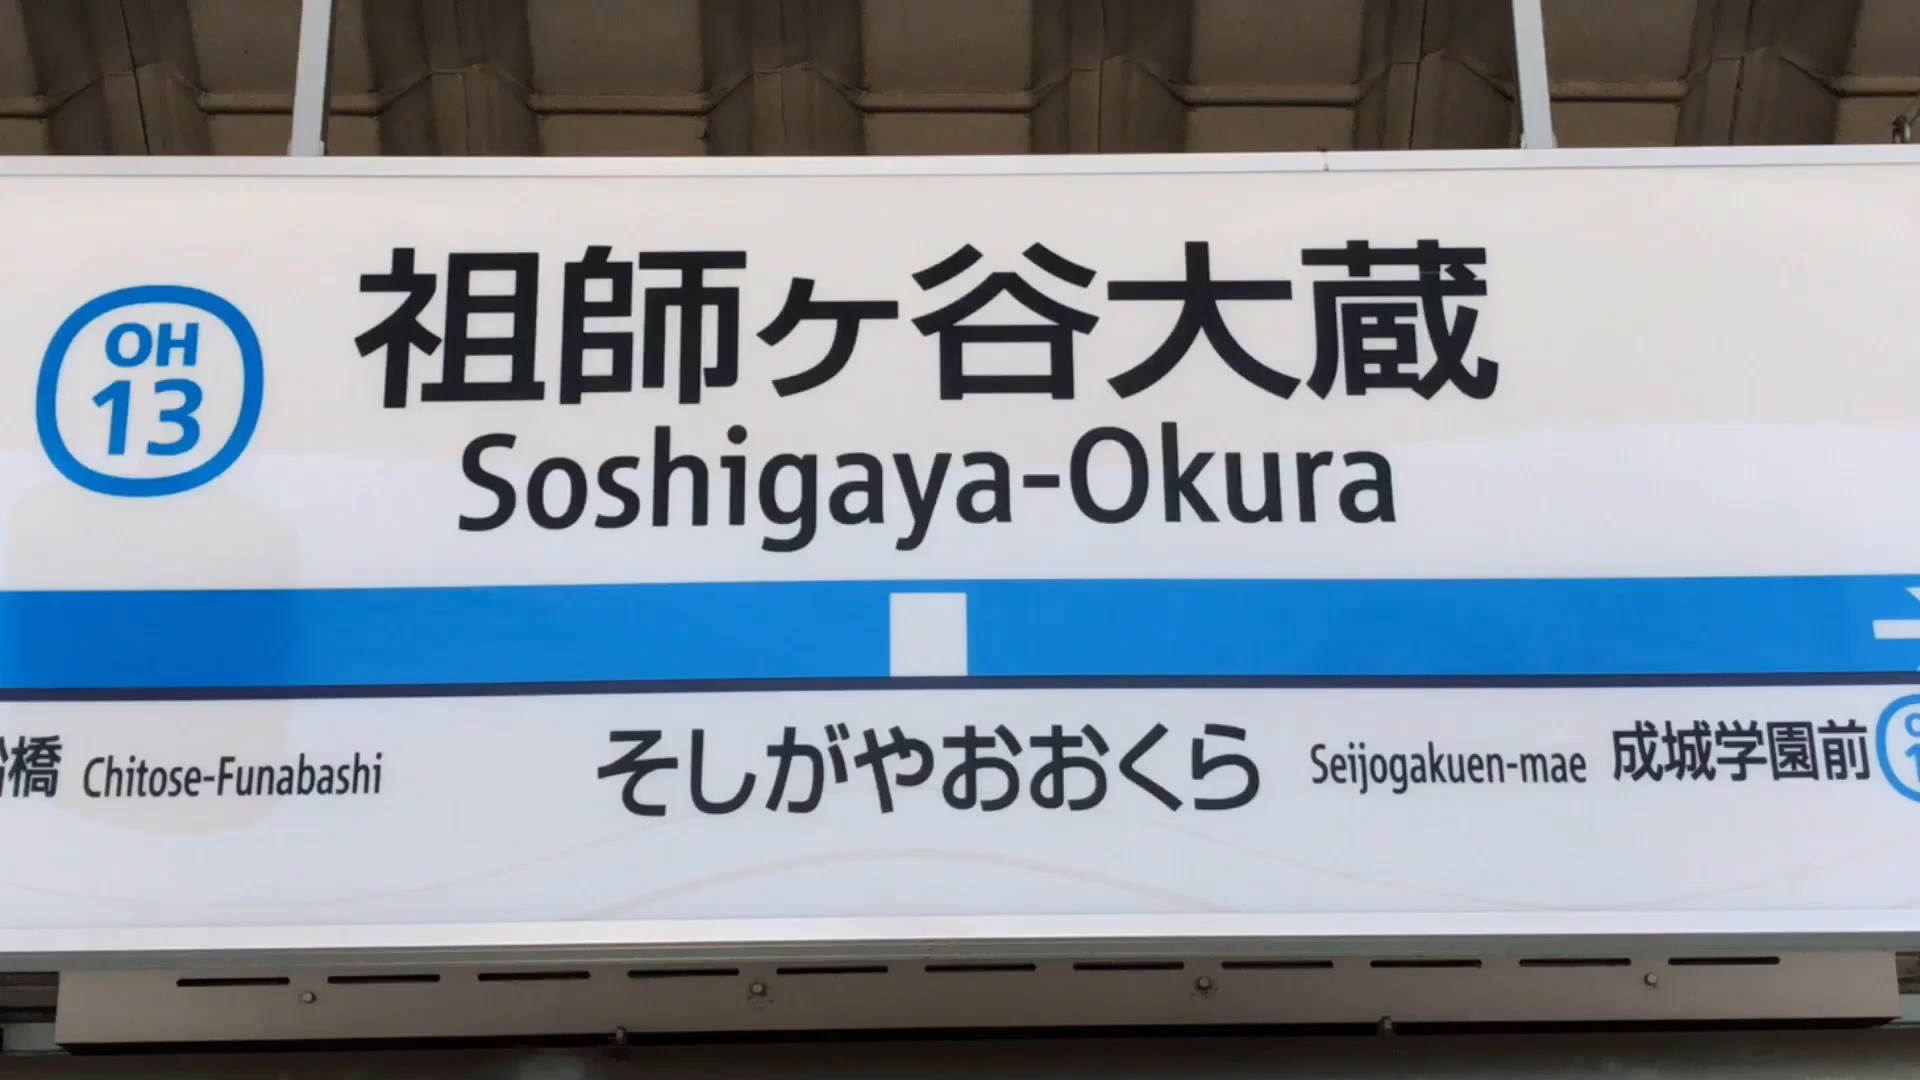 OH
13
祖師ヶ谷大蔵
Soshigaya-Okura
橋 Chitose-Funabashi
そしがやおおくら
Seijogakuen-mae 成城学園前